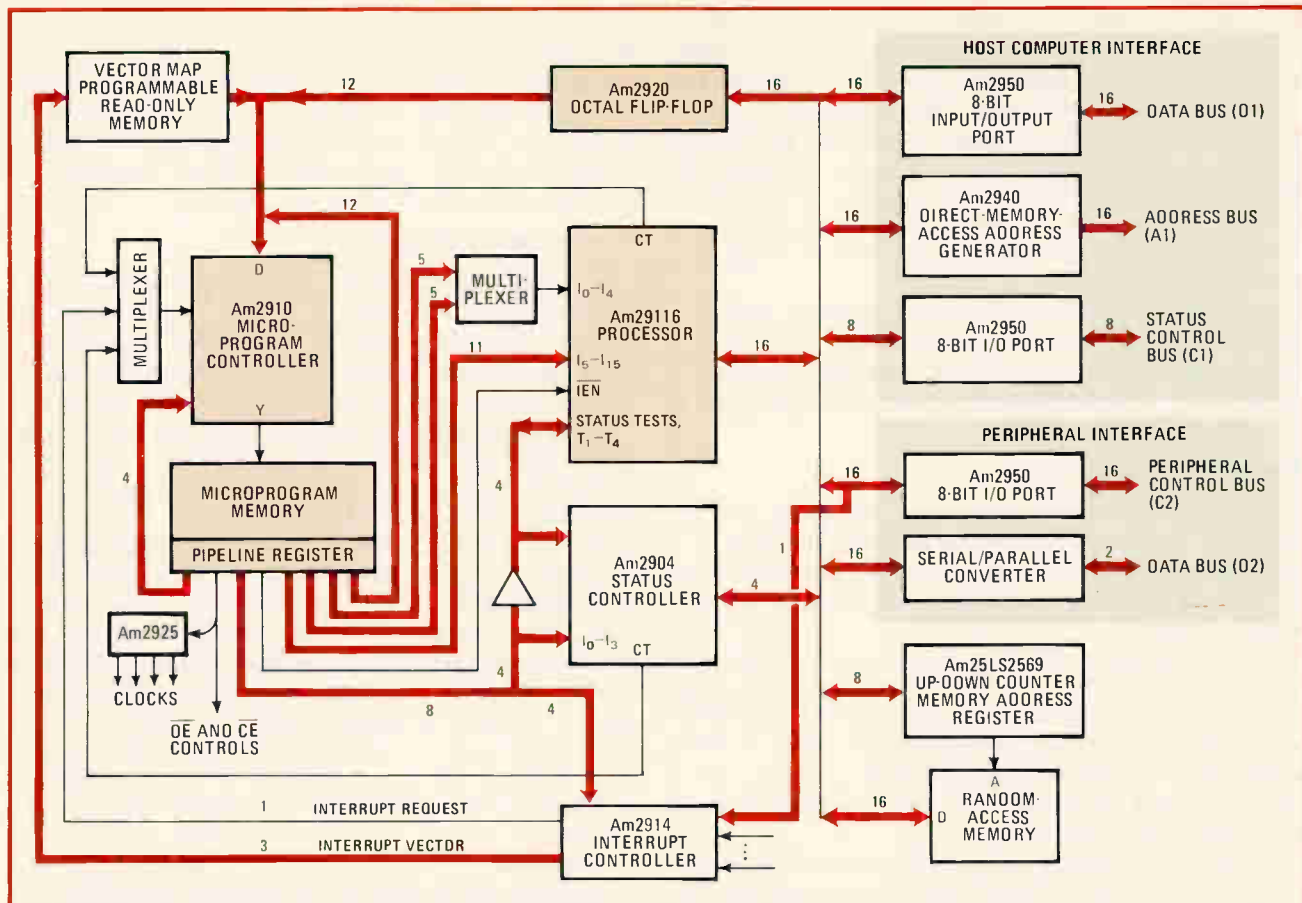 VECTOR MAP
PROGRAMMABLE
READ-ONLY
MEMORY
12
Am2920
OCTAL FLIP-FLOP
16
16
HOST COMPUTER INTERFACE
Am2950
8-BIT
INPUT/OUTPUT
PORT
16
DATA BUS (O1)
16
Am2940
DIRECT-MEMORY-
ACCESS ADDRESS
GENERATOR
16
ADDRESS BUS
(A1)
8
Am2950
8-BIT I/O PORT
8
STATUS
CONTROL
BUS (C1)
12
MULTIPLEXER
D
Am2910
MICRO-
PROGRAM
CONTROLLER
Y
5
5
MULTI-
PLEXER
CT
I0–I4
Am29116
PROCESSOR
11
I5–I15
IEN
STATUS TESTS,
T1–T4
16
4
MICROPROGRAM
MEMORY
PIPELINE REGISTER
4
PERIPHERAL INTERFACE
16
Am2950
8-BIT I/O PORT
16
PERIPHERAL
CONTROL BUS
(C2)
1
16
SERIAL/PARALLEL
CONVERTER
2
DATA BUS (O2)
Am2904
STATUS
CONTROLLER
4
I0–I3
CT
4
Am2925
CLOCKS
OE AND CE
CONTROLS
8
4
8
Am25LS2569
UP-DOWN COUNTER
MEMORY ADDRESS
REGISTER
1
INTERRUPT REQUEST
3
INTERRUPT VECTOR
Am2914
INTERRUPT
CONTROLLER
16
A
D
RANDOM-
ACCESS
MEMORY